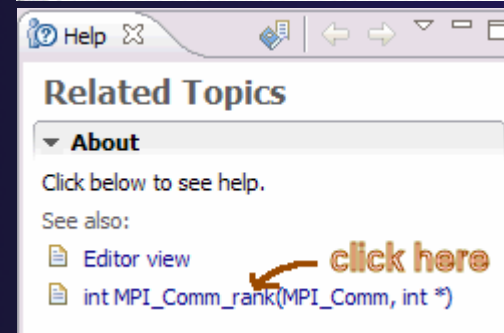 Help
Related Topics
About
Click below to see help.
See also:
Editor view
click here
int MPI_Comm_rank(MPI_Comm, int *)